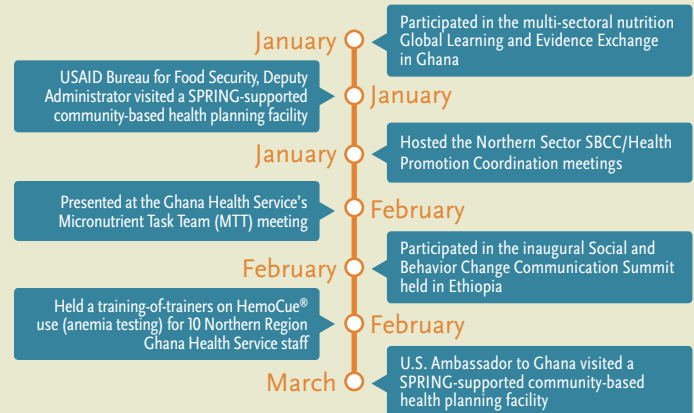 January
Participated in the multi-sectoral nutrition
Global Learning and Evidence Exchange
in Ghana
USAID Bureau for Food Security, Deputy
Administrator visited a SPRING-supported
community-based health planning facility
January
January
Hosted the Northern Sector SBCC/Health
Promotion Coordination meetings
Presented at the Ghana Health Service's
Micronutrient Task Team (MTT) meeting
February
February
Participated in the inaugural Social and
Behavior Change Communication Summit
held in Ethiopia
Held a training-of-trainers on HemoCue®
use (anemia testing) for 10 Northern Region
Ghana Health Service staff
February
March
U.S. Ambassador to Ghana visited a
SPRING-supported community-based
health planning facility